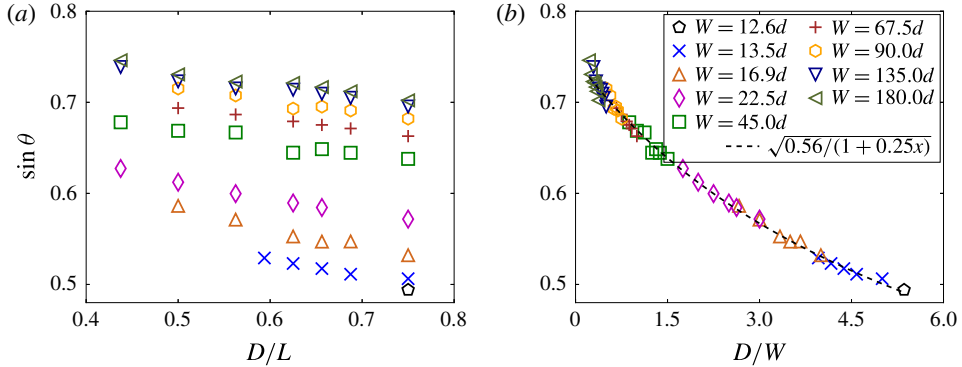 (a)
0.8
0.7
0.6
0.5
sin θ
0.4 0.5 0.6 0.7 0.8
D/L
(b)
0.8
0.7
0.6
0.5
W = 12.6d W = 67.5d
W = 13.5d W = 90.0d
W = 16.9d W = 135.0d
W = 22.5d W = 180.0d
W = 45.0d
√0.56/(1 + 0.25x)
0 1.5 3.0 4.5 6.0
D/W